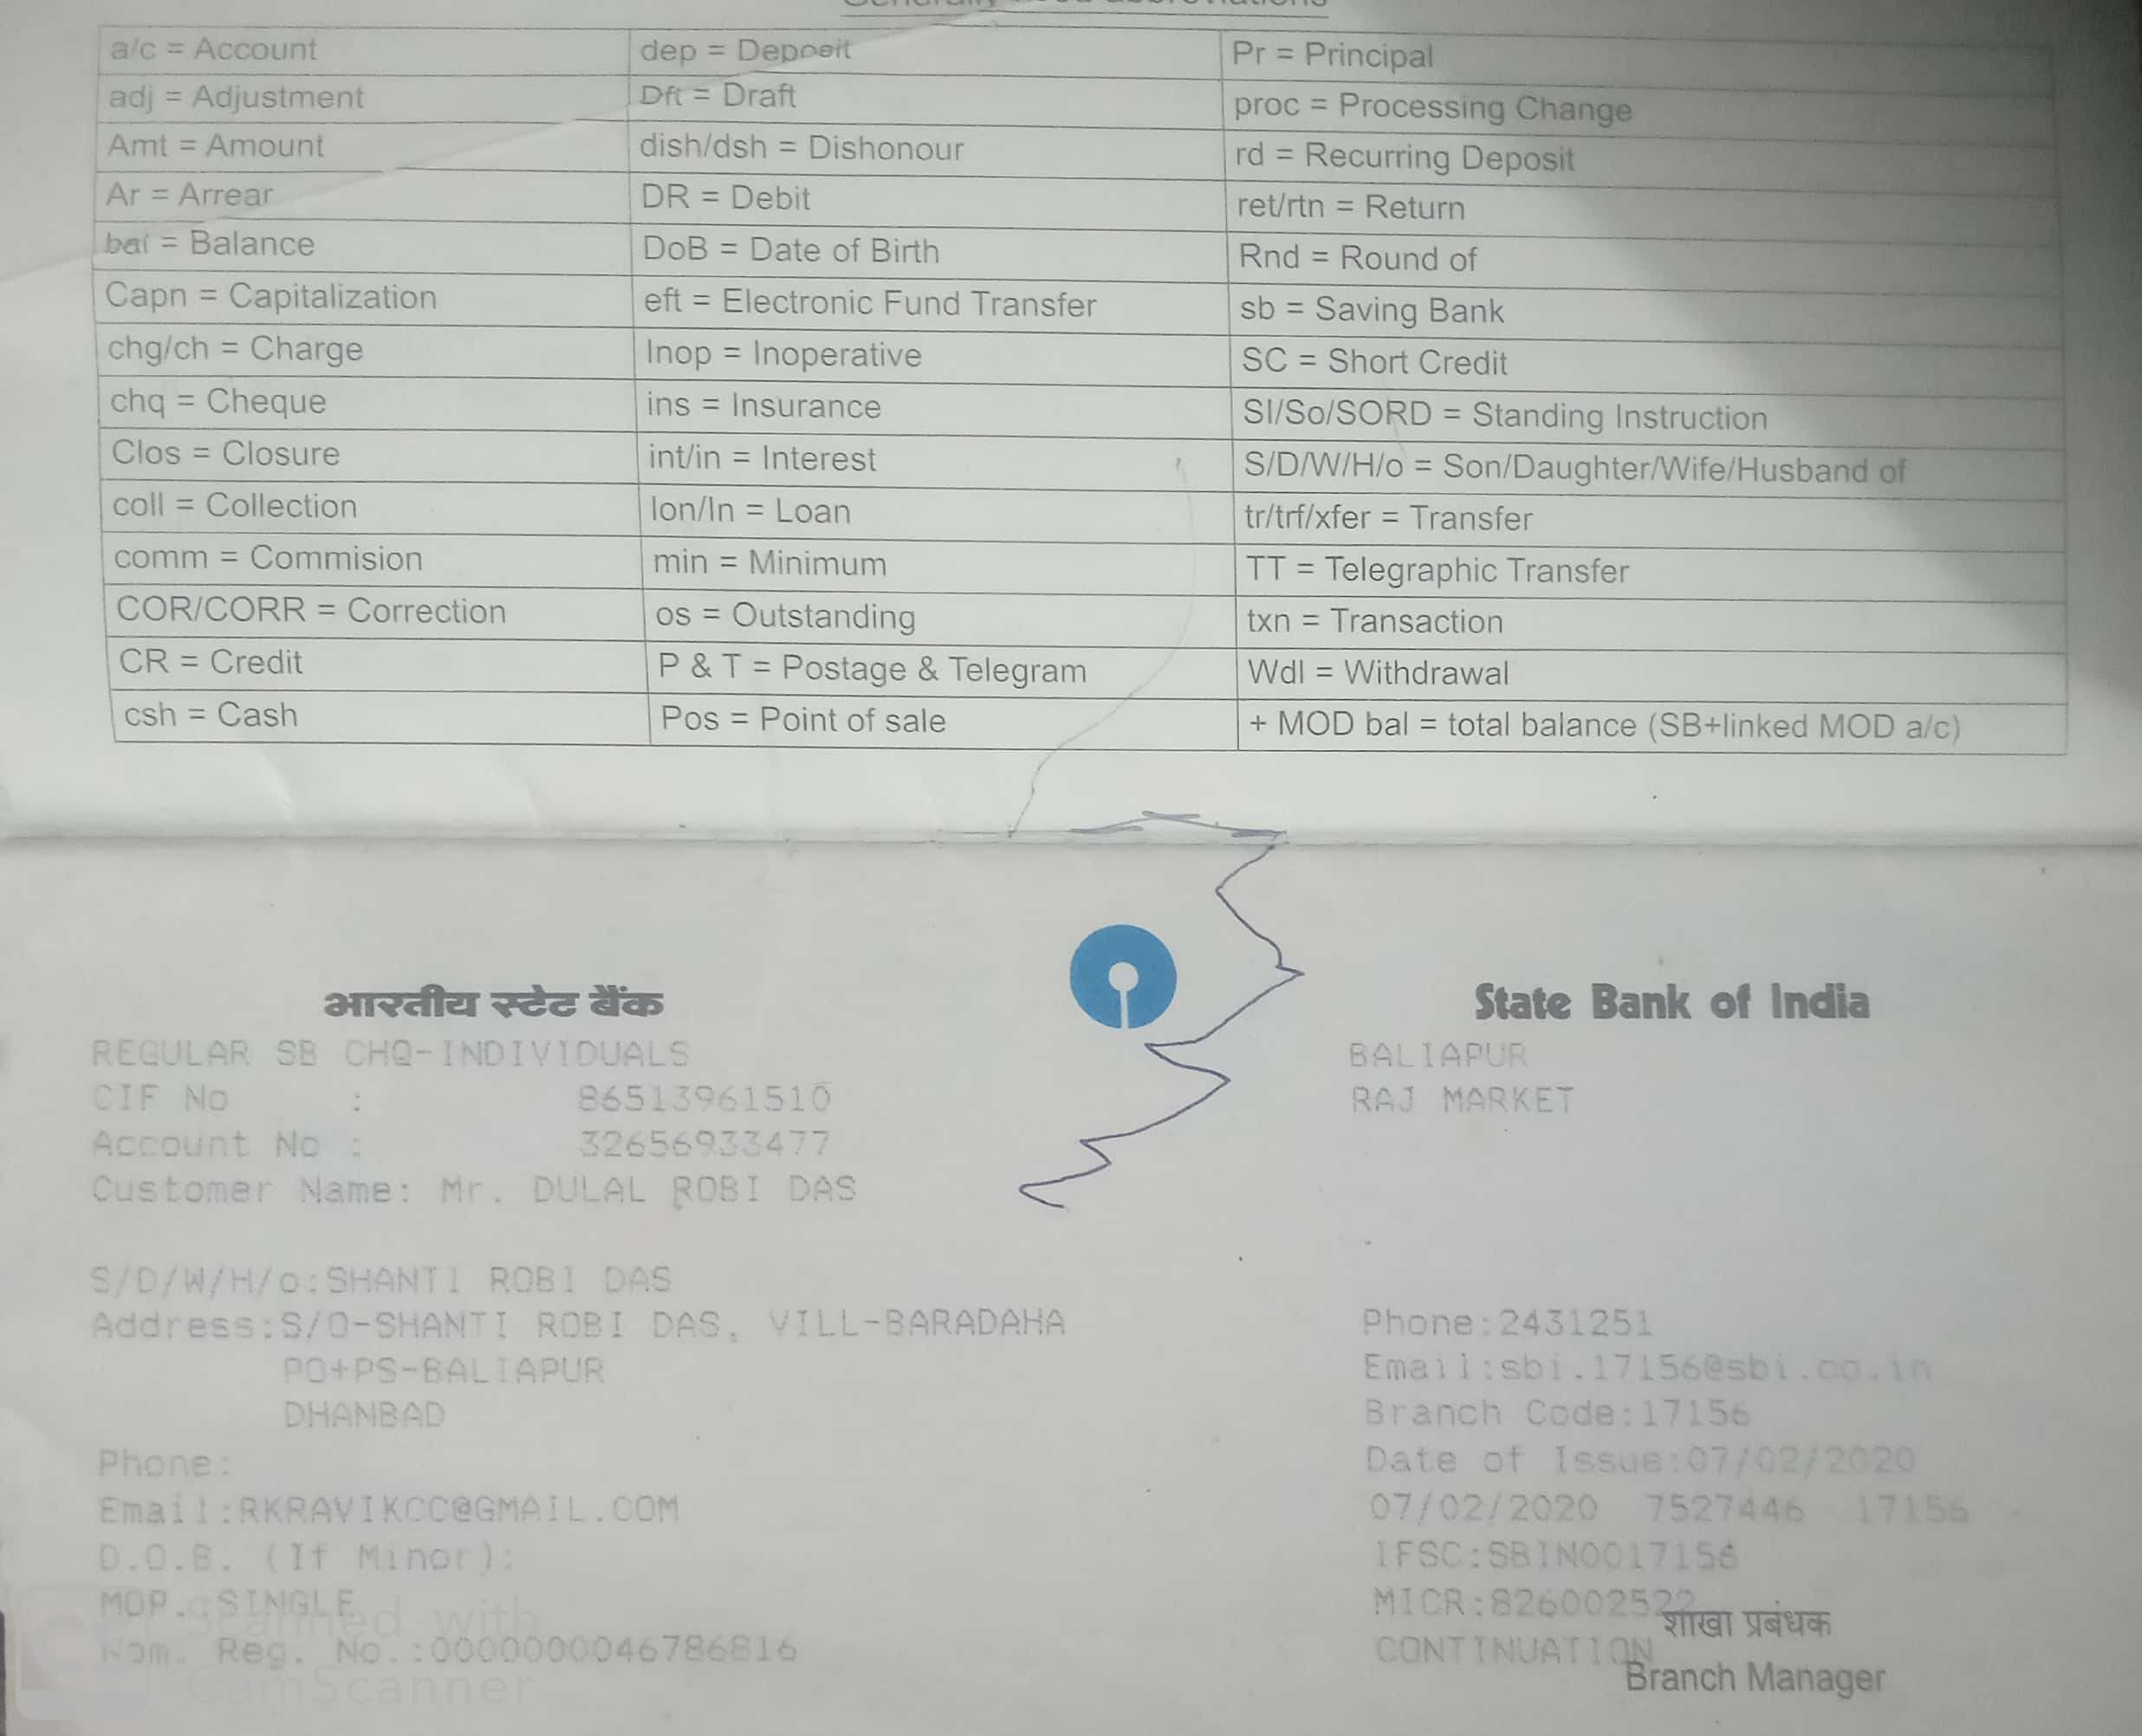 Generally used abbreviations
a/c = Account
dep = Deposit
Pr = Principal
adj = Adjustment
Dft = Draft
proc = Processing Change
Amt = Amount
dish/dsh = Dishonour
rd = Recurring Deposit
Ar = Arrear
DR = Debit
ret/rtn = Return
bal = Balance
DoB = Date of Birth
Rnd = Round of
Capn = Capitalization
eft = Electronic Fund Transfer
sb = Saving Bank
chg/ch = Charge
Inop = Inoperative
SC = Short Credit
chq = Cheque
ins = Insurance
SI/So/SORD = Standing Instruction
Clos = Closure
int/in = Interest
S/D/W/H/o = Son/Daughter/Wife/Husband of
coll = Collection
lon/ln = Loan
tr/trf/xfer = Transfer
comm = Commision
min = Minimum
TT = Telegraphic Transfer
COR/CORR = Correction
os = Outstanding
txn = Transaction
CR = Credit
P & T = Postage & Telegram
Wdl = Withdrawal
csh = Cash
Pos = Point of sale
+ MOD bal = total balance (SB+linked MOD a/c)
भारतीय स्टेट बैंक
State Bank of India
REGULAR SB CHQ-INDIVIDUALS
BALIAPUR
CIF No : 86513961510
RAJ MARKET
Account No : 32656933477
Customer Name: Mr. DULAL ROBI DAS
S/D/W/H/o:SHANTI ROBI DAS
Address:S/O-SHANTI ROBI DAS, VILL-BARADAHA
Phone:2431251
PO+PS-BALIAPUR
Email:sbi.17156@sbi.co.in
DHANBAD
Branch Code:17156
Phone:
Date of Issue:07/02/2020
Email:RKRAVIKCC@GMAIL.COM
07/02/2020 7527446 17156
D.O.B. (If Minor):
IFSC:SBIN0017156
MOP.:SINGLE
MICR:826002522
शाखा प्रबंधक
Nom. Reg. No.:0000000046786816
CONTINUATION
Branch Manager
Scanned with
CamScanner